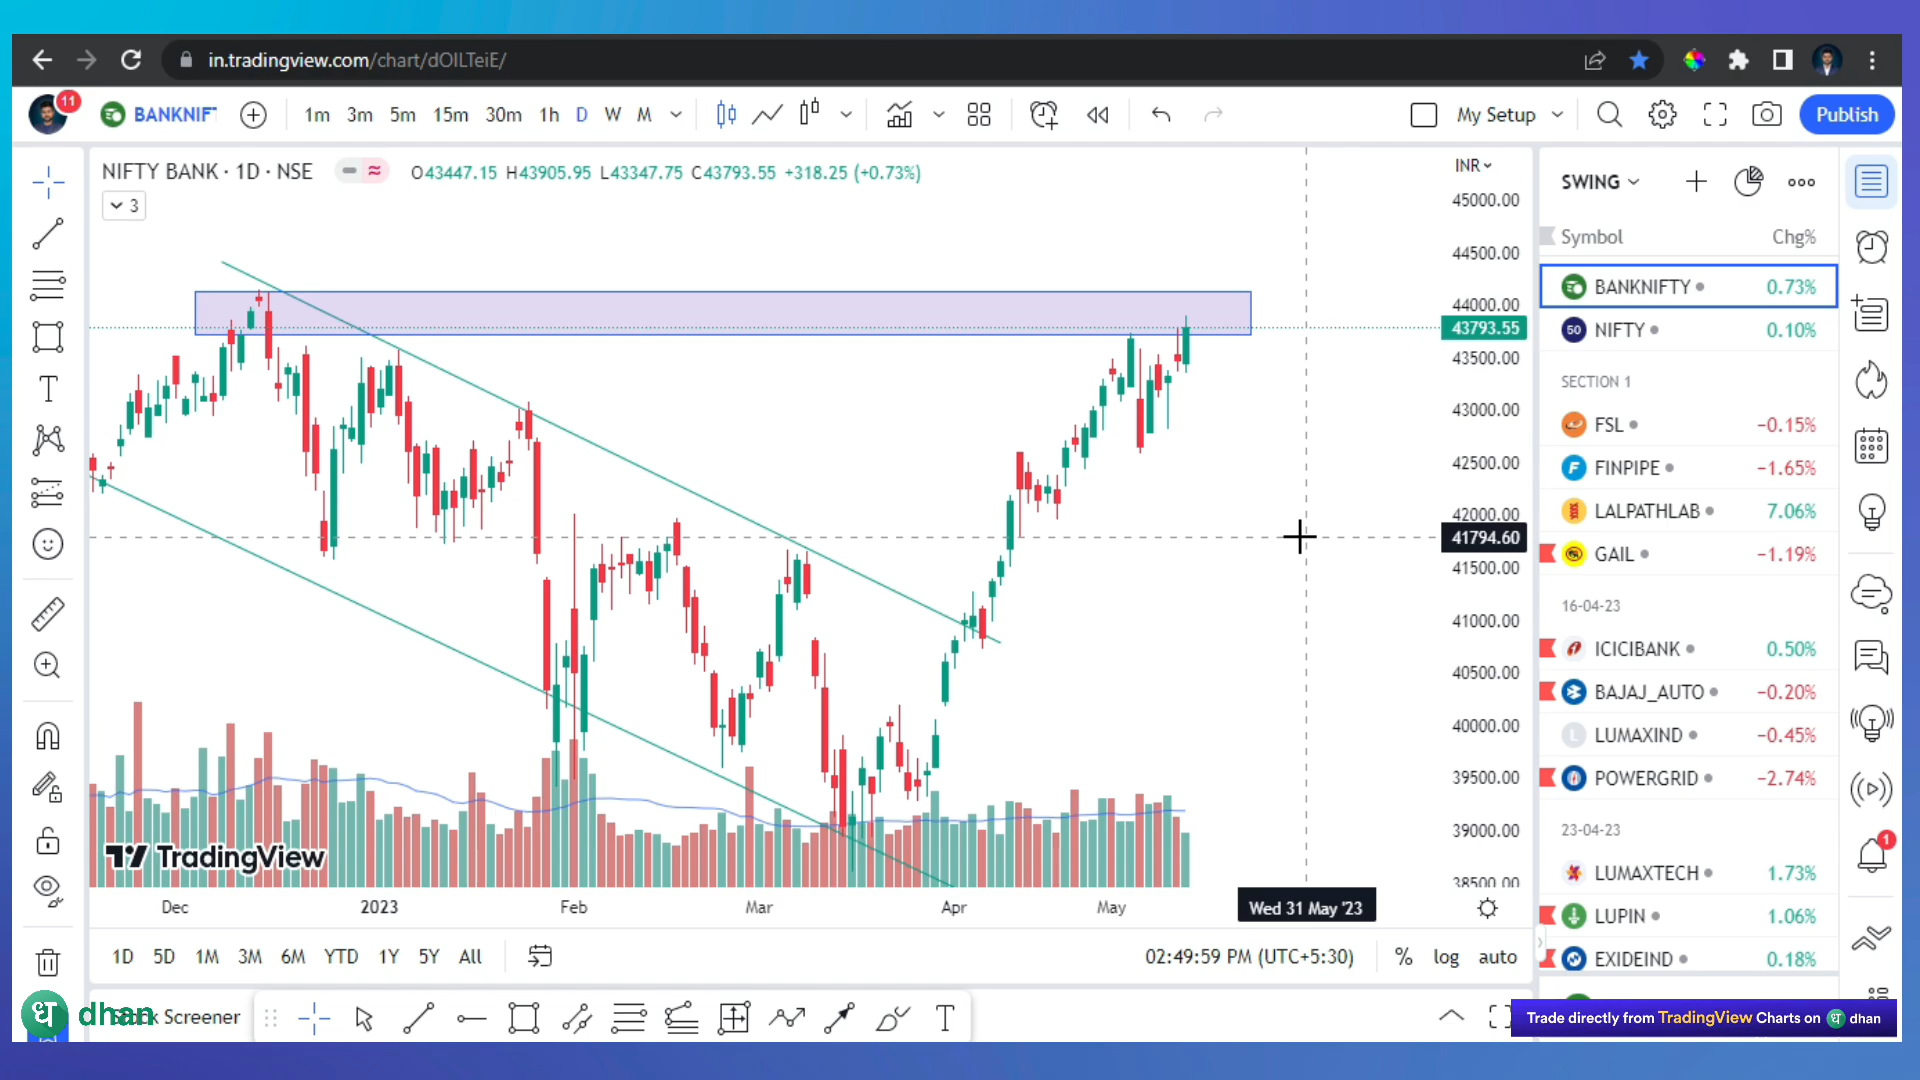 in.tradingview.com/chart/dOILTeiE/
11 BANKNIF 1m 3m 5m 15m 30m 1h D W M My Setup Publish
NIFTY BANK · 1D · NSE O43447.15 H43905.95 L43347.75 C43793.55 +318.25 (+0.73%)
3
INR
45000.00
44500.00
44000.00
43793.55
43500.00
43000.00
42500.00
42000.00
41794.60
41500.00
41000.00
40500.00
40000.00
39500.00
39000.00
38500.00
TradingView
Dec 2023 Feb Mar Apr May Wed 31 May '23
1D 5D 1M 3M 6M YTD 1Y 5Y All 02:49:59 PM (UTC+5:30) % log auto
SWING
Symbol Chg%
BANKNIFTY 0.73%
50 NIFTY 0.10%
SECTION 1
FSL −0.15%
F FINPIPE −1.65%
LALPATHLAB 7.06%
GAIL −1.19%
16-04-23
ICICIBANK 0.50%
BAJAJ_AUTO −0.20%
L LUMAXIND −0.45%
POWERGRID −2.74%
23-04-23
LUMAXTECH 1.73%
LUPIN 1.06%
EXIDEIND 0.18%
1
ध dhan
Screener
Trade directly from TradingView Charts on ध dhan